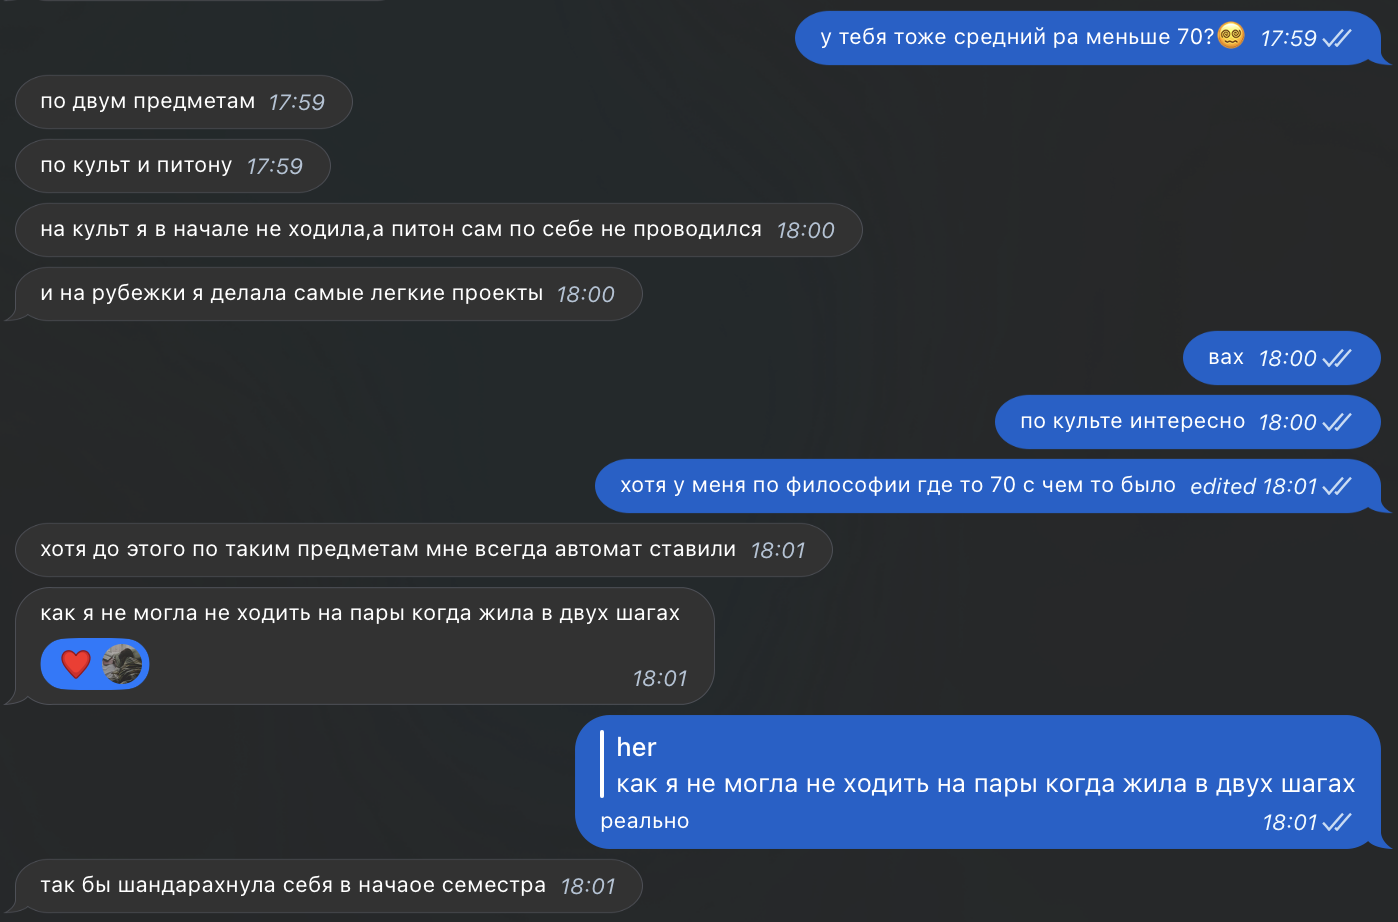 у тебя тоже средний ра меньше 70?😵‍💫 17:59
по двум предметам 17:59
по культ и питону 17:59
на культ я в начале не ходила,а питон сам по себе не проводился 18:00
и на рубежки я делала самые легкие проекты 18:00
вах 18:00
по культе интересно 18:00
хотя у меня по философии где то 70 с чем то было edited 18:01
хотя до этого по таким предметам мне всегда автомат ставили 18:01
как я не могла не ходить на пары когда жила в двух шагах
18:01
her
как я не могла не ходить на пары когда жила в двух шагах
реально 18:01
так бы шандарахнула себя в начаое семестра 18:01